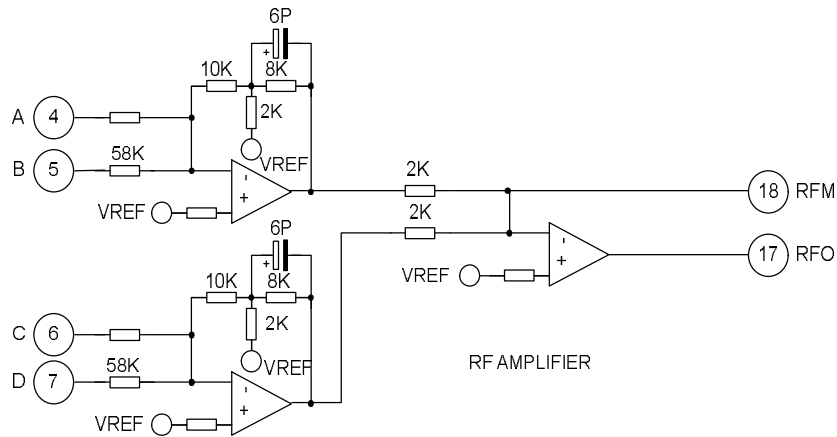 6P
+
10K
8K
A
4
2K
58K
B
5
VREF
-
+
VREF
2K
18
RFM
2K
6P
+
17
RFO
-
+
VREF
10K
8K
C
6
2K
58K
VREF
D
7
RF AMPLIFIER
-
+
VREF